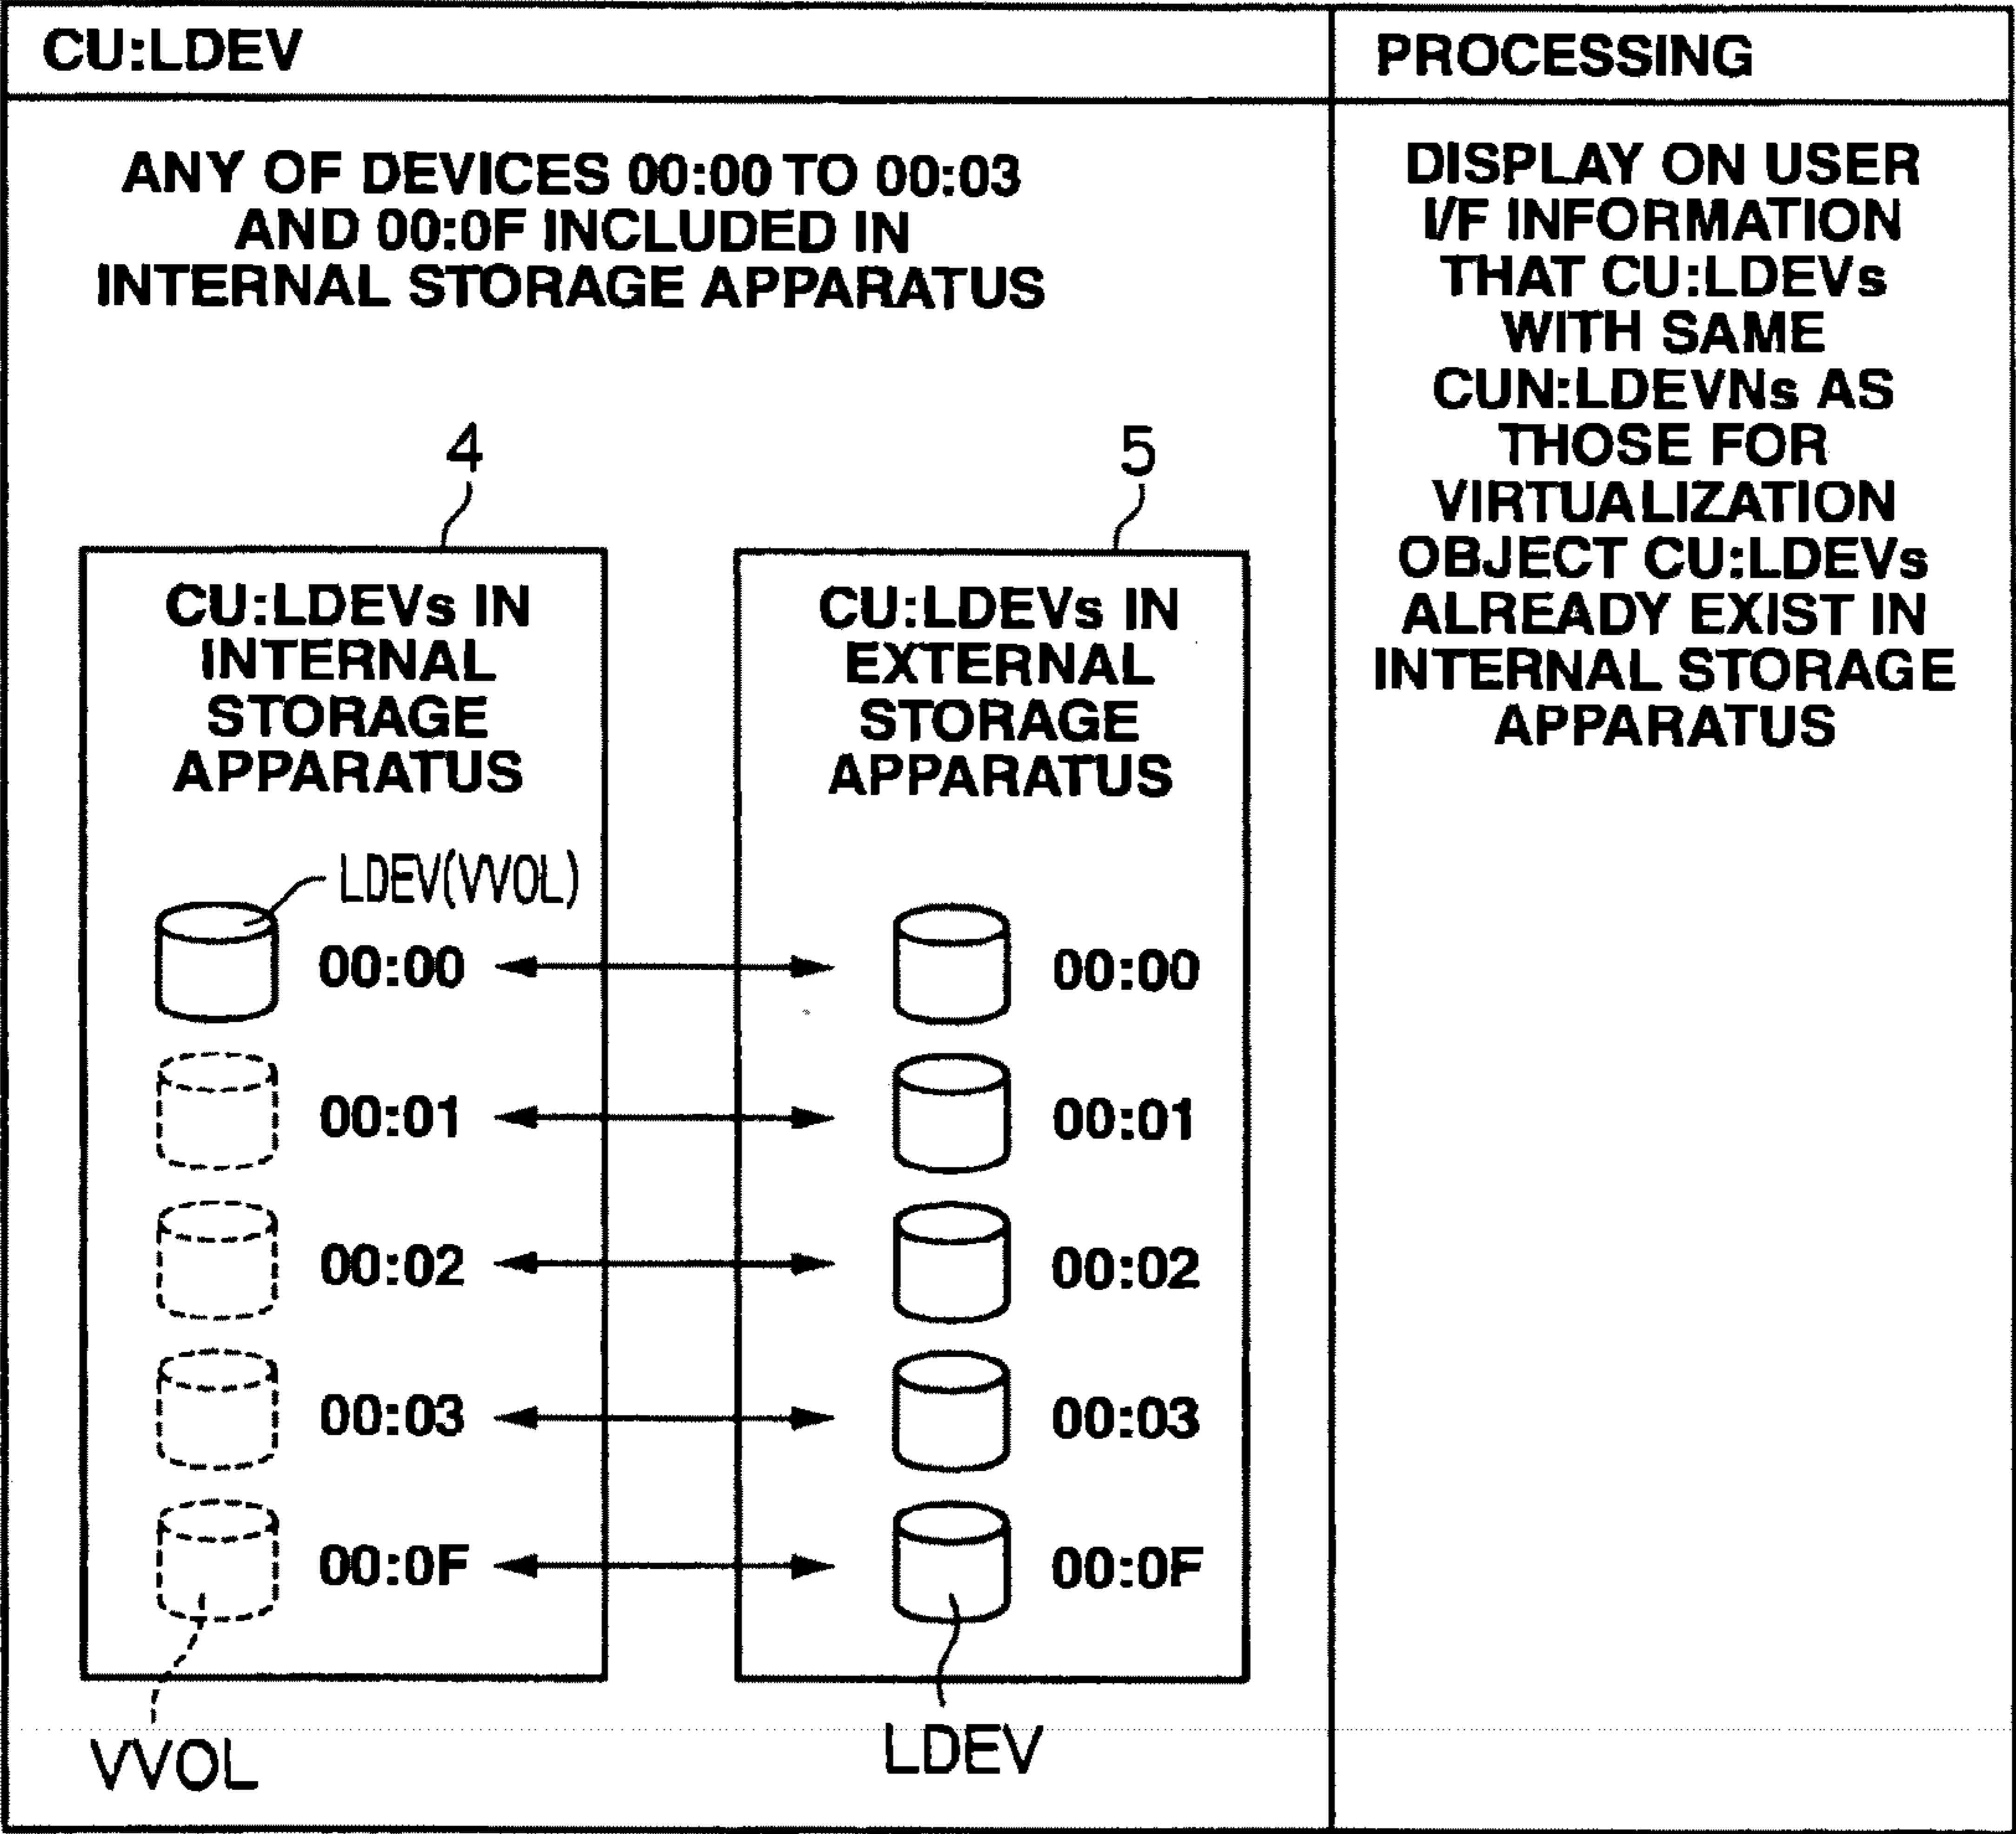 CU:LDEV
PROCESSING
ANY OF DEVICES 00:00 TO 00:03
AND 00:0F INCLUDED IN
INTERNAL STORAGE APPARATUS
4
5
CU:LDEVs IN
INTERNAL
STORAGE
APPARATUS
LDEV(VVOL)
00:00
00:01
00:02
00:03
00:0F
VVOL
CU:LDEVs IN
EXTERNAL
STORAGE
APPARATUS
00:00
00:01
00:02
00:03
00:0F
LDEV
DISPLAY ON USER
I/F INFORMATION
THAT CU:LDEVs
WITH SAME
CUN:LDEVNs AS
THOSE FOR
VIRTUALIZATION
OBJECT CU:LDEVs
ALREADY EXIST IN
INTERNAL STORAGE
APPARATUS